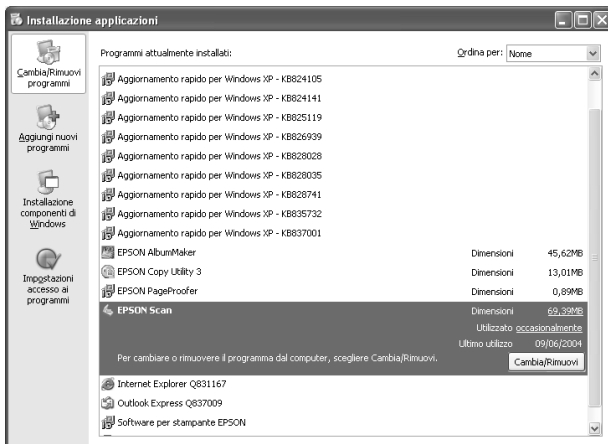 Installazione applicazioni
Cambia/Rimuovi programmi
Aggiungi nuovi programmi
Installazione componenti di Windows
Impostazioni accesso ai programmi
Programmi attualmente installati:
Ordina per: Nome
Aggiornamento rapido per Windows XP - KB824105
Aggiornamento rapido per Windows XP - KB824141
Aggiornamento rapido per Windows XP - KB825119
Aggiornamento rapido per Windows XP - KB826939
Aggiornamento rapido per Windows XP - KB828028
Aggiornamento rapido per Windows XP - KB828035
Aggiornamento rapido per Windows XP - KB828741
Aggiornamento rapido per Windows XP - KB835732
Aggiornamento rapido per Windows XP - KB837001
EPSON AlbumMaker Dimensioni 45,62MB
EPSON Copy Utility 3 Dimensioni 13,01MB
EPSON PageProofer Dimensioni 0,89MB
EPSON Scan Dimensioni 69,39MB
Utilizzato occasionalmente
Ultimo utilizzo 09/06/2004
Per cambiare o rimuovere il programma dal computer, scegliere Cambia/Rimuovi. Cambia/Rimuovi
Internet Explorer Q831167
Outlook Express Q837009
Software per stampante EPSON